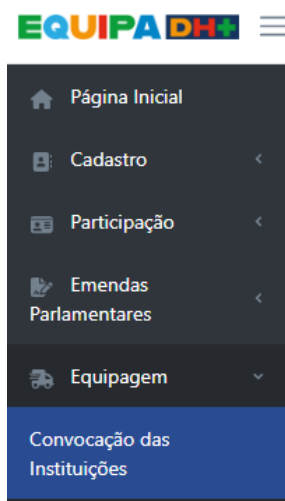 EQUIPA DH+
Página Inicial
Cadastro
Participação
Emendas
Parlamentares
Equipagem
Convocação das
Instituições